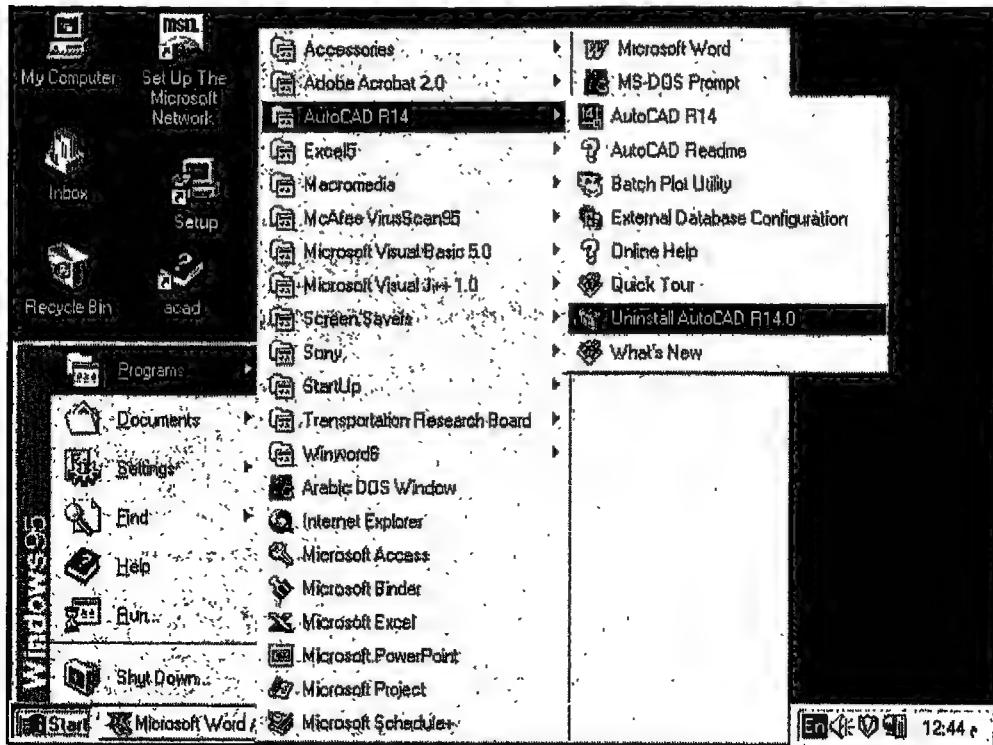 My Computer
msn.
Set Up The
Microsoft
Network
Inbox
Setup
Recycle Bin
acad
Windows95
Programs
Documents
Settings
Find
Help
Run...
Shut Down...
Accessories
Adobe Acrobat 2.0
AutoCAD R14
Excel5
Macromedia
McAfee VirusScan95
Microsoft Visual Basic 5.0
Microsoft Visual J++ 1.0
Screen Savers
Sony
StartUp
Transportation Research Board
Winword6
Arabic DOS Window
Internet Explorer
Microsoft Access
Microsoft Binder
Microsoft Excel
Microsoft PowerPoint
Microsoft Project
Microsoft Schedule+
Microsoft Word
MS-DOS Prompt
AutoCAD R14
AutoCAD Readme
Batch Plot Utility
External Database Configuration
Online Help
Quick Tour
Uninstall AutoCAD R14.0
What's New
Start
Microsoft Word
En
12:44 م